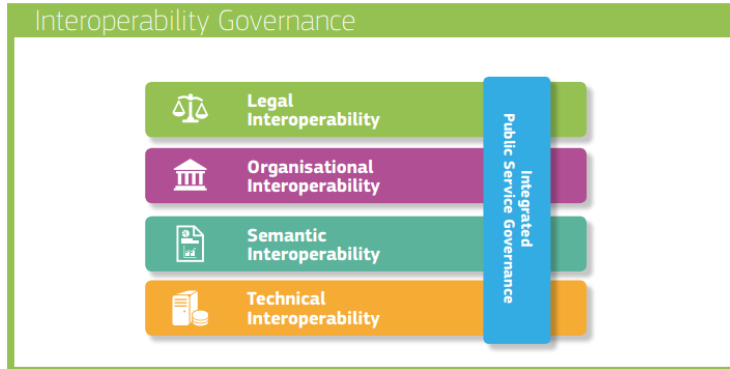 Interoperability Governance
Legal
Interoperability
Organisational
Interoperability
Semantic
Interoperability
Technical
Interoperability
Integrated
Public Service Governance